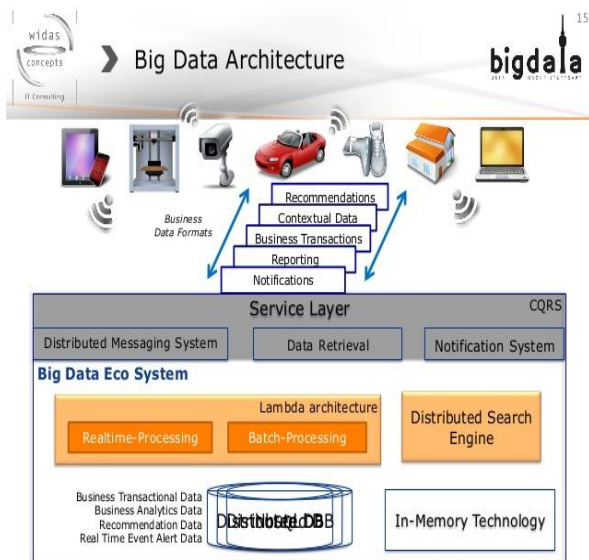 15
widas
concepts
IT Consulting
Big Data Architecture
bigdata
Business
Data Formats
Recommendations
Contextual Data
Business Transactions
Reporting
Notifications
Service Layer
CQRS
Distributed Messaging System
Data Retrieval
Notification System
Big Data Eco System
Lambda architecture
Realtime-Processing
Batch-Processing
Distributed Search
Engine
Business Transactional Data
Business Analytics Data
Recommendation Data
Real Time Event Alert Data
In-Memory Technology